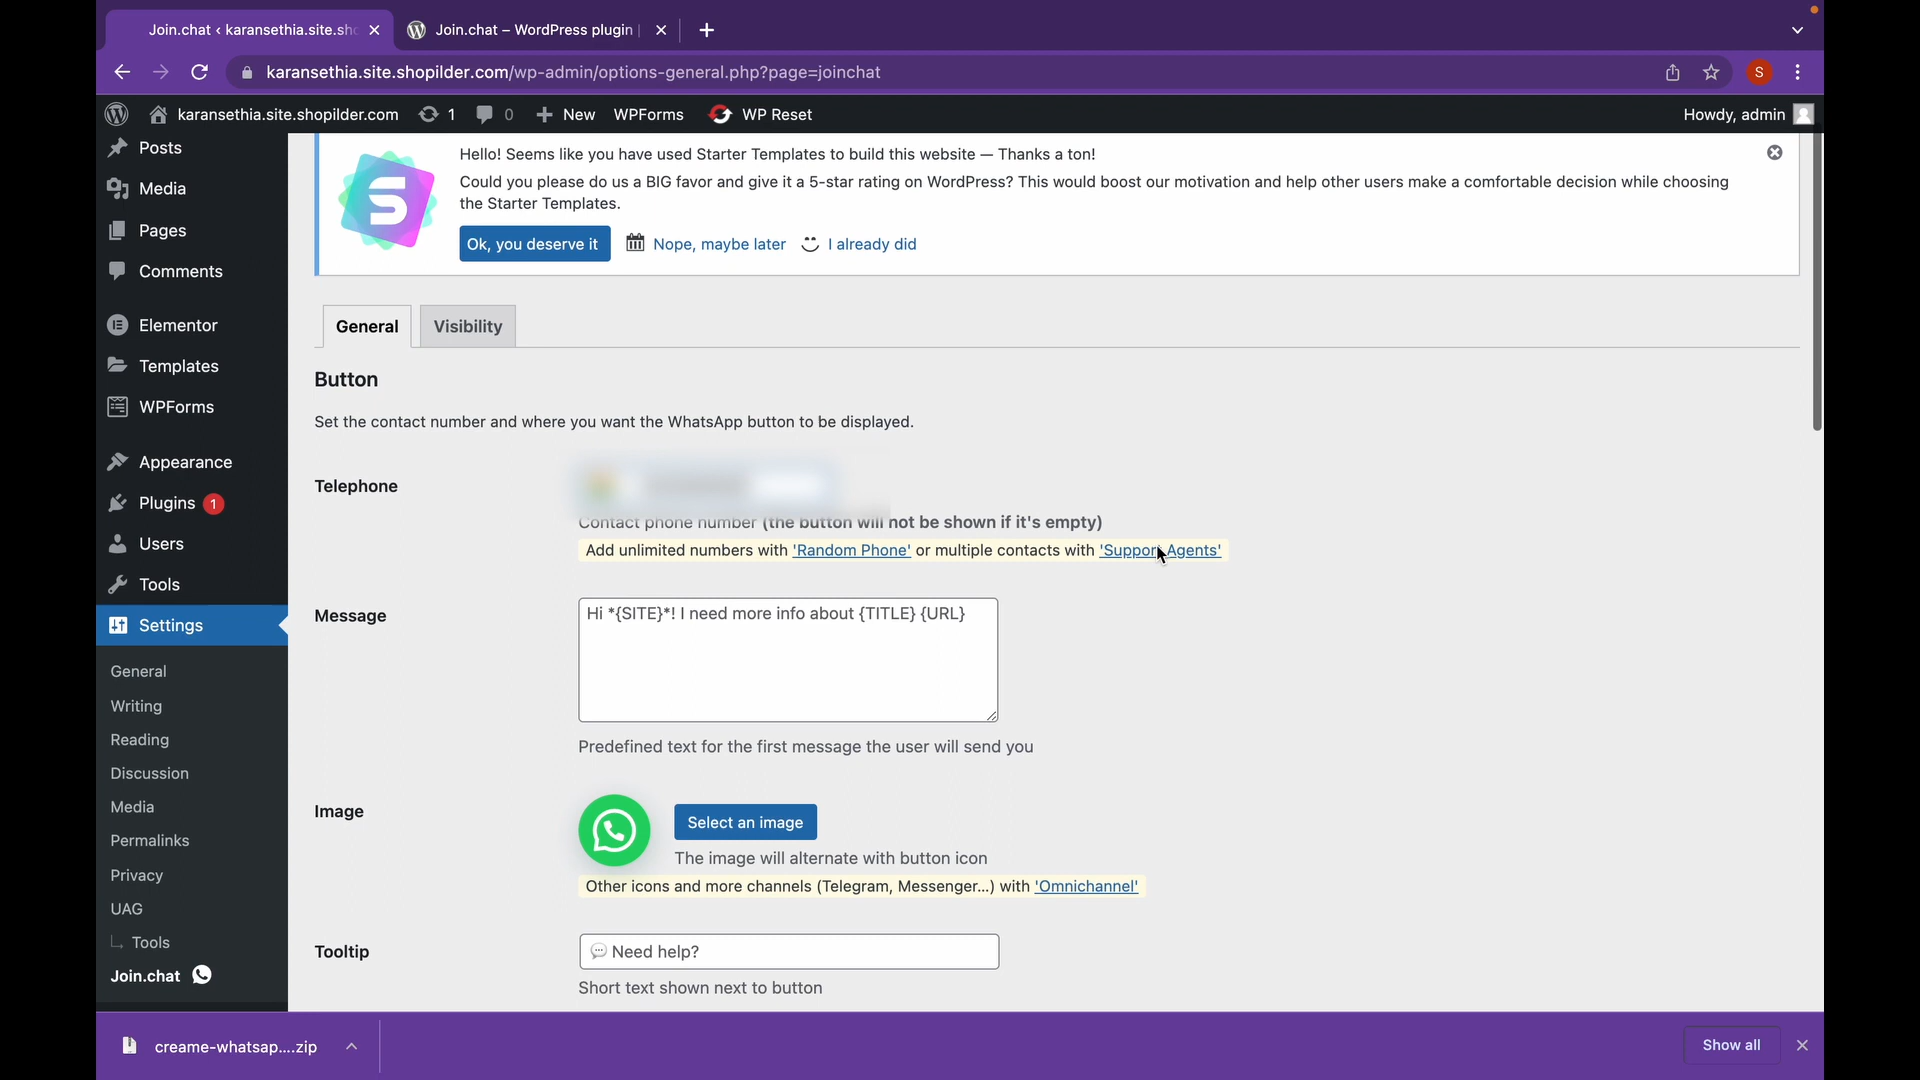 Join.chat ‹ karansethia.site.sh
Join.chat – WordPress plugin
karansethia.site.shopilder.com/wp-admin/options-general.php?page=joinchat
S
karansethia.site.shopilder.com 1 0 New WPForms WP Reset
Howdy, admin
Posts
Media
Pages
Comments
Elementor
Templates
WPForms
Appearance
Plugins 1
Users
Tools
Settings
General
Writing
Reading
Discussion
Media
Permalinks
Privacy
UAG
Tools
Join.chat
S
Hello! Seems like you have used Starter Templates to build this website — Thanks a ton!
Could you please do us a BIG favor and give it a 5-star rating on WordPress? This would boost our motivation and help other users make a comfortable decision while choosing
the Starter Templates.
Ok, you deserve it Nope, maybe later I already did
General Visibility
Button
Set the contact number and where you want the WhatsApp button to be displayed.
Telephone
Contact phone number (the button will not be shown if it's empty)
Add unlimited numbers with 'Random Phone' or multiple contacts with 'Support Agents'
Message
Hi *{SITE}*! I need more info about {TITLE} {URL}
Predefined text for the first message the user will send you
Image
Select an image
The image will alternate with button icon
Other icons and more channels (Telegram, Messenger...) with 'Omnichannel'
Tooltip
Need help?
Short text shown next to button
creame-whatsap....zip
Show all